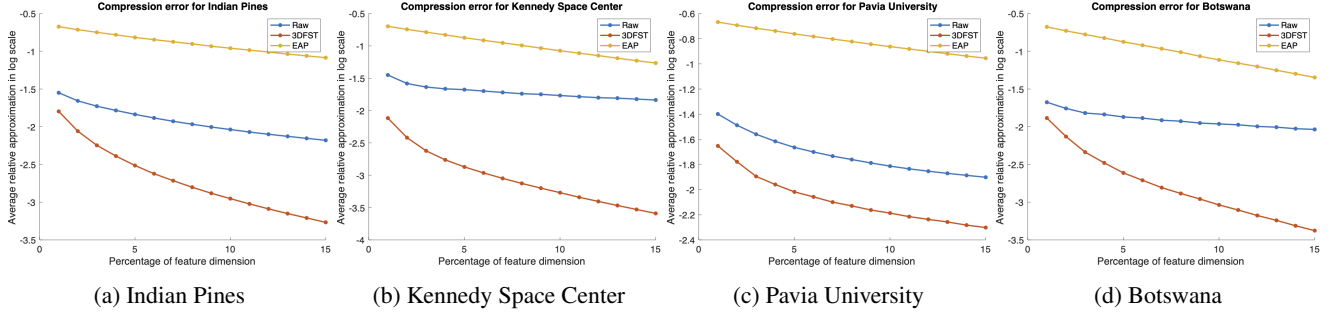 Compression error for Indian Pines
Average relative approximation in log scale
-0.5
-1
-1.5
-2
-2.5
-3
-3.5
0
5
10
15
Percentage of feature dimension
Raw
3DFST
EAP
(a) Indian Pines
Compression error for Kennedy Space Center
Average relative approximation in log scale
-0.5
-1
-1.5
-2
-2.5
-3
-3.5
-4
0
5
10
15
Percentage of feature dimension
Raw
3DFST
EAP
(b) Kennedy Space Center
Compression error for Pavia University
Average relative approximation in log scale
-0.6
-0.8
-1
-1.2
-1.4
-1.6
-1.8
-2
-2.2
-2.4
0
5
10
15
Percentage of feature dimension
Raw
3DFST
EAP
(c) Pavia University
Compression error for Botswana
Average relative approximation in log scale
-0.5
-1
-1.5
-2
-2.5
-3
-3.5
0
5
10
15
Percentage of feature dimension
Raw
3DFST
EAP
(d) Botswana